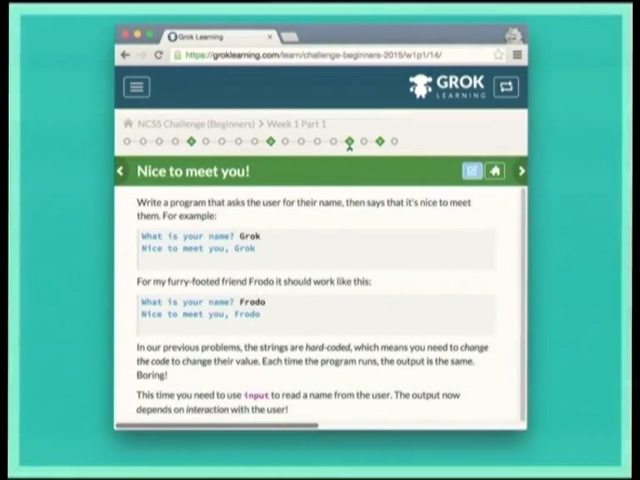 Grok Learning
https://groklearning.com/learn/challenge-beginners-2015/w1p1/14/
GROK
LEARNING
NCSS Challenge (Beginners) > Week 1 Part 1
Nice to meet you!
Write a program that asks the user for their name, then says that it's nice to meet
them. For example:
What is your name? Grok
Nice to meet you, Grok
For my furry-footed friend Frodo it should work like this:
What is your name? Frodo
Nice to meet you, Frodo
In our previous problems, the strings are hard-coded, which means you need to change
the code to change their value. Each time the program runs, the output is the same.
Boring!
This time you need to use input to read a name from the user. The output now
depends on interaction with the user!